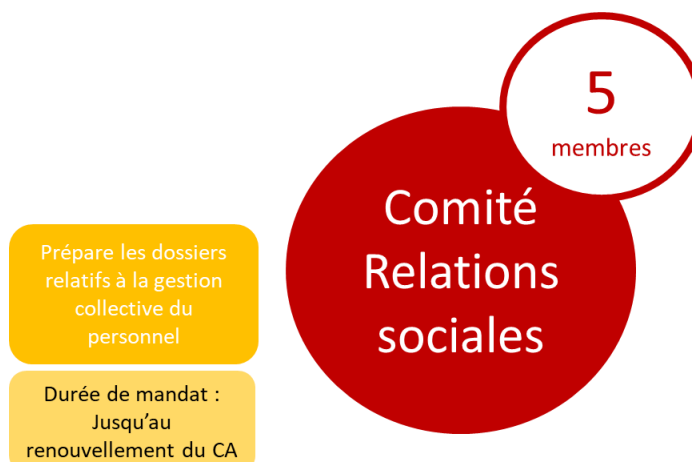 5
membres
Comité
Relations
sociales
Prépare les dossiers
relatifs à la gestion
collective du
personnel
Durée de mandat :
Jusqu’au
renouvellement du CA